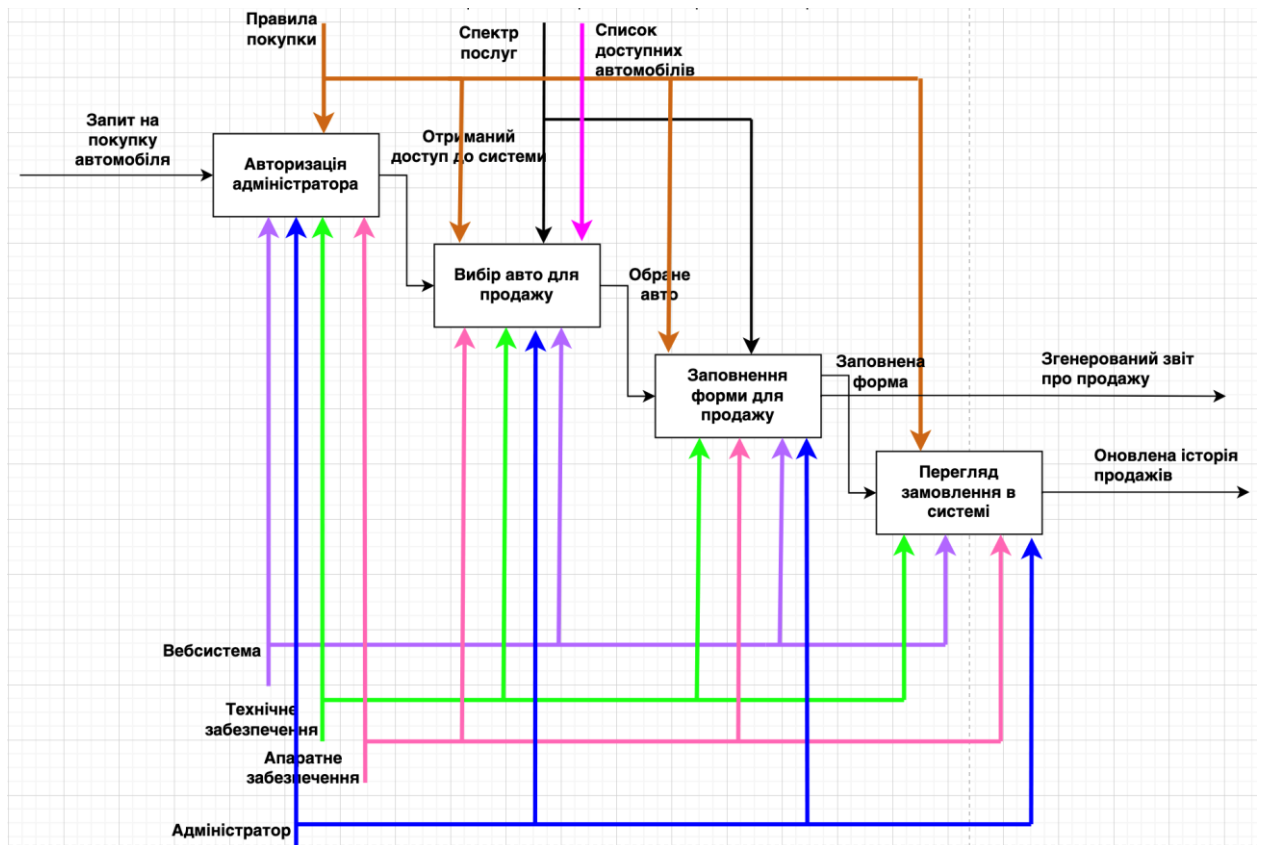 Правила
покупки
Спектр
послуг
Список
доступних
автомобілів
Запит на
покупку
автомобіля
Авторизація
адміністратора
Отриманий
доступ до системи
Вибір авто для
продажу
Обране
авто
Заповнення
форми для
продажу
Заповнена
форма
Згенерований звіт
про продажу
Перегляд
замовлення в
системі
Оновлена історія
продажів
Вебсистема
Технічне
забезпечення
Апаратне
забезпечення
Адміністратор